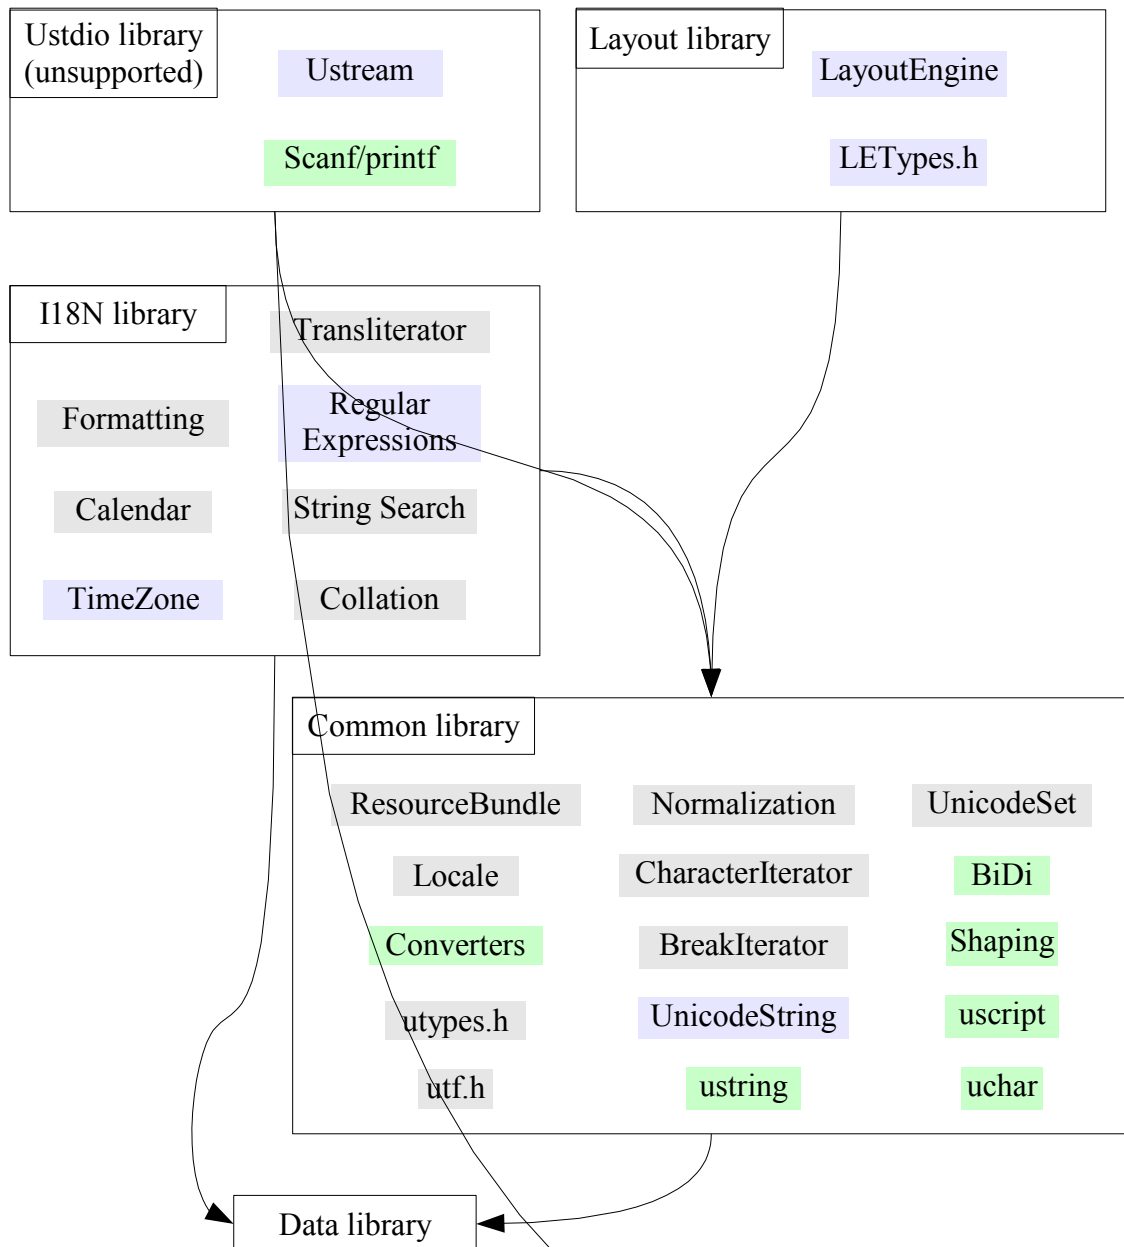 Ustdio library
(unsupported)
Ustream
Scanf/printf
Layout library
LayoutEngine
LETypes.h
I18N library
Transliterator
Formatting
Regular
Expressions
Calendar
String Search
TimeZone
Collation
Common library
ResourceBundle
Normalization
UnicodeSet
Locale
CharacterIterator
BiDi
Converters
BreakIterator
Shaping
utypes.h
UnicodeString
uscript
utf.h
ustring
uchar
Data library